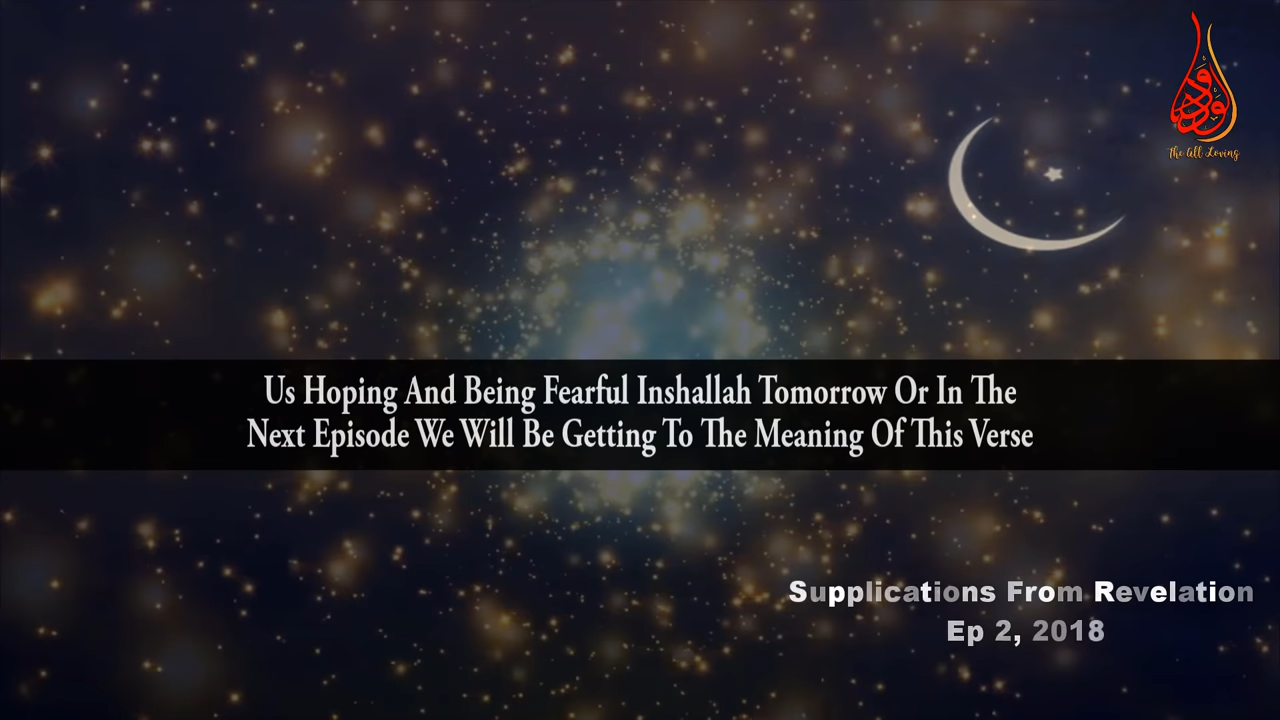 الودود
The All Loving
Us Hoping And Being Fearful Inshallah Tomorrow Or In The
Next Episode We Will Be Getting To The Meaning Of This Verse
Supplications From Revelation
Ep 2, 2018